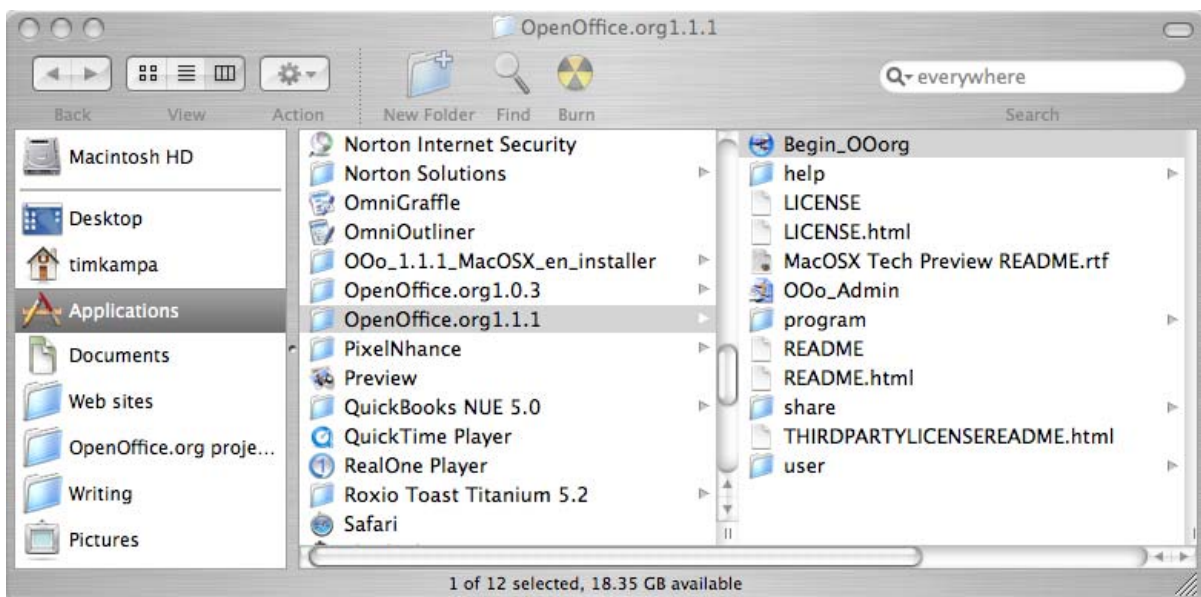 OpenOffice.org1.1.1
everywhere
Back View Action New Folder Find Burn Search
Macintosh HD
Desktop
timkampa
Applications
Documents
Web sites
OpenOffice.org proje...
Writing
Pictures
Norton Internet Security
Norton Solutions
OmniGraffle
OmniOutliner
OOo_1.1.1_MacOSX_en_installer
OpenOffice.org1.0.3
OpenOffice.org1.1.1
PixelNhance
Preview
QuickBooks NUE 5.0
QuickTime Player
RealOne Player
Roxio Toast Titanium 5.2
Safari
Begin_OOorg
help
LICENSE
LICENSE.html
MacOSX Tech Preview README.rtf
OOo_Admin
program
README
README.html
share
THIRDPARTYLICENSEREADME.html
user
1 of 12 selected, 18.35 GB available